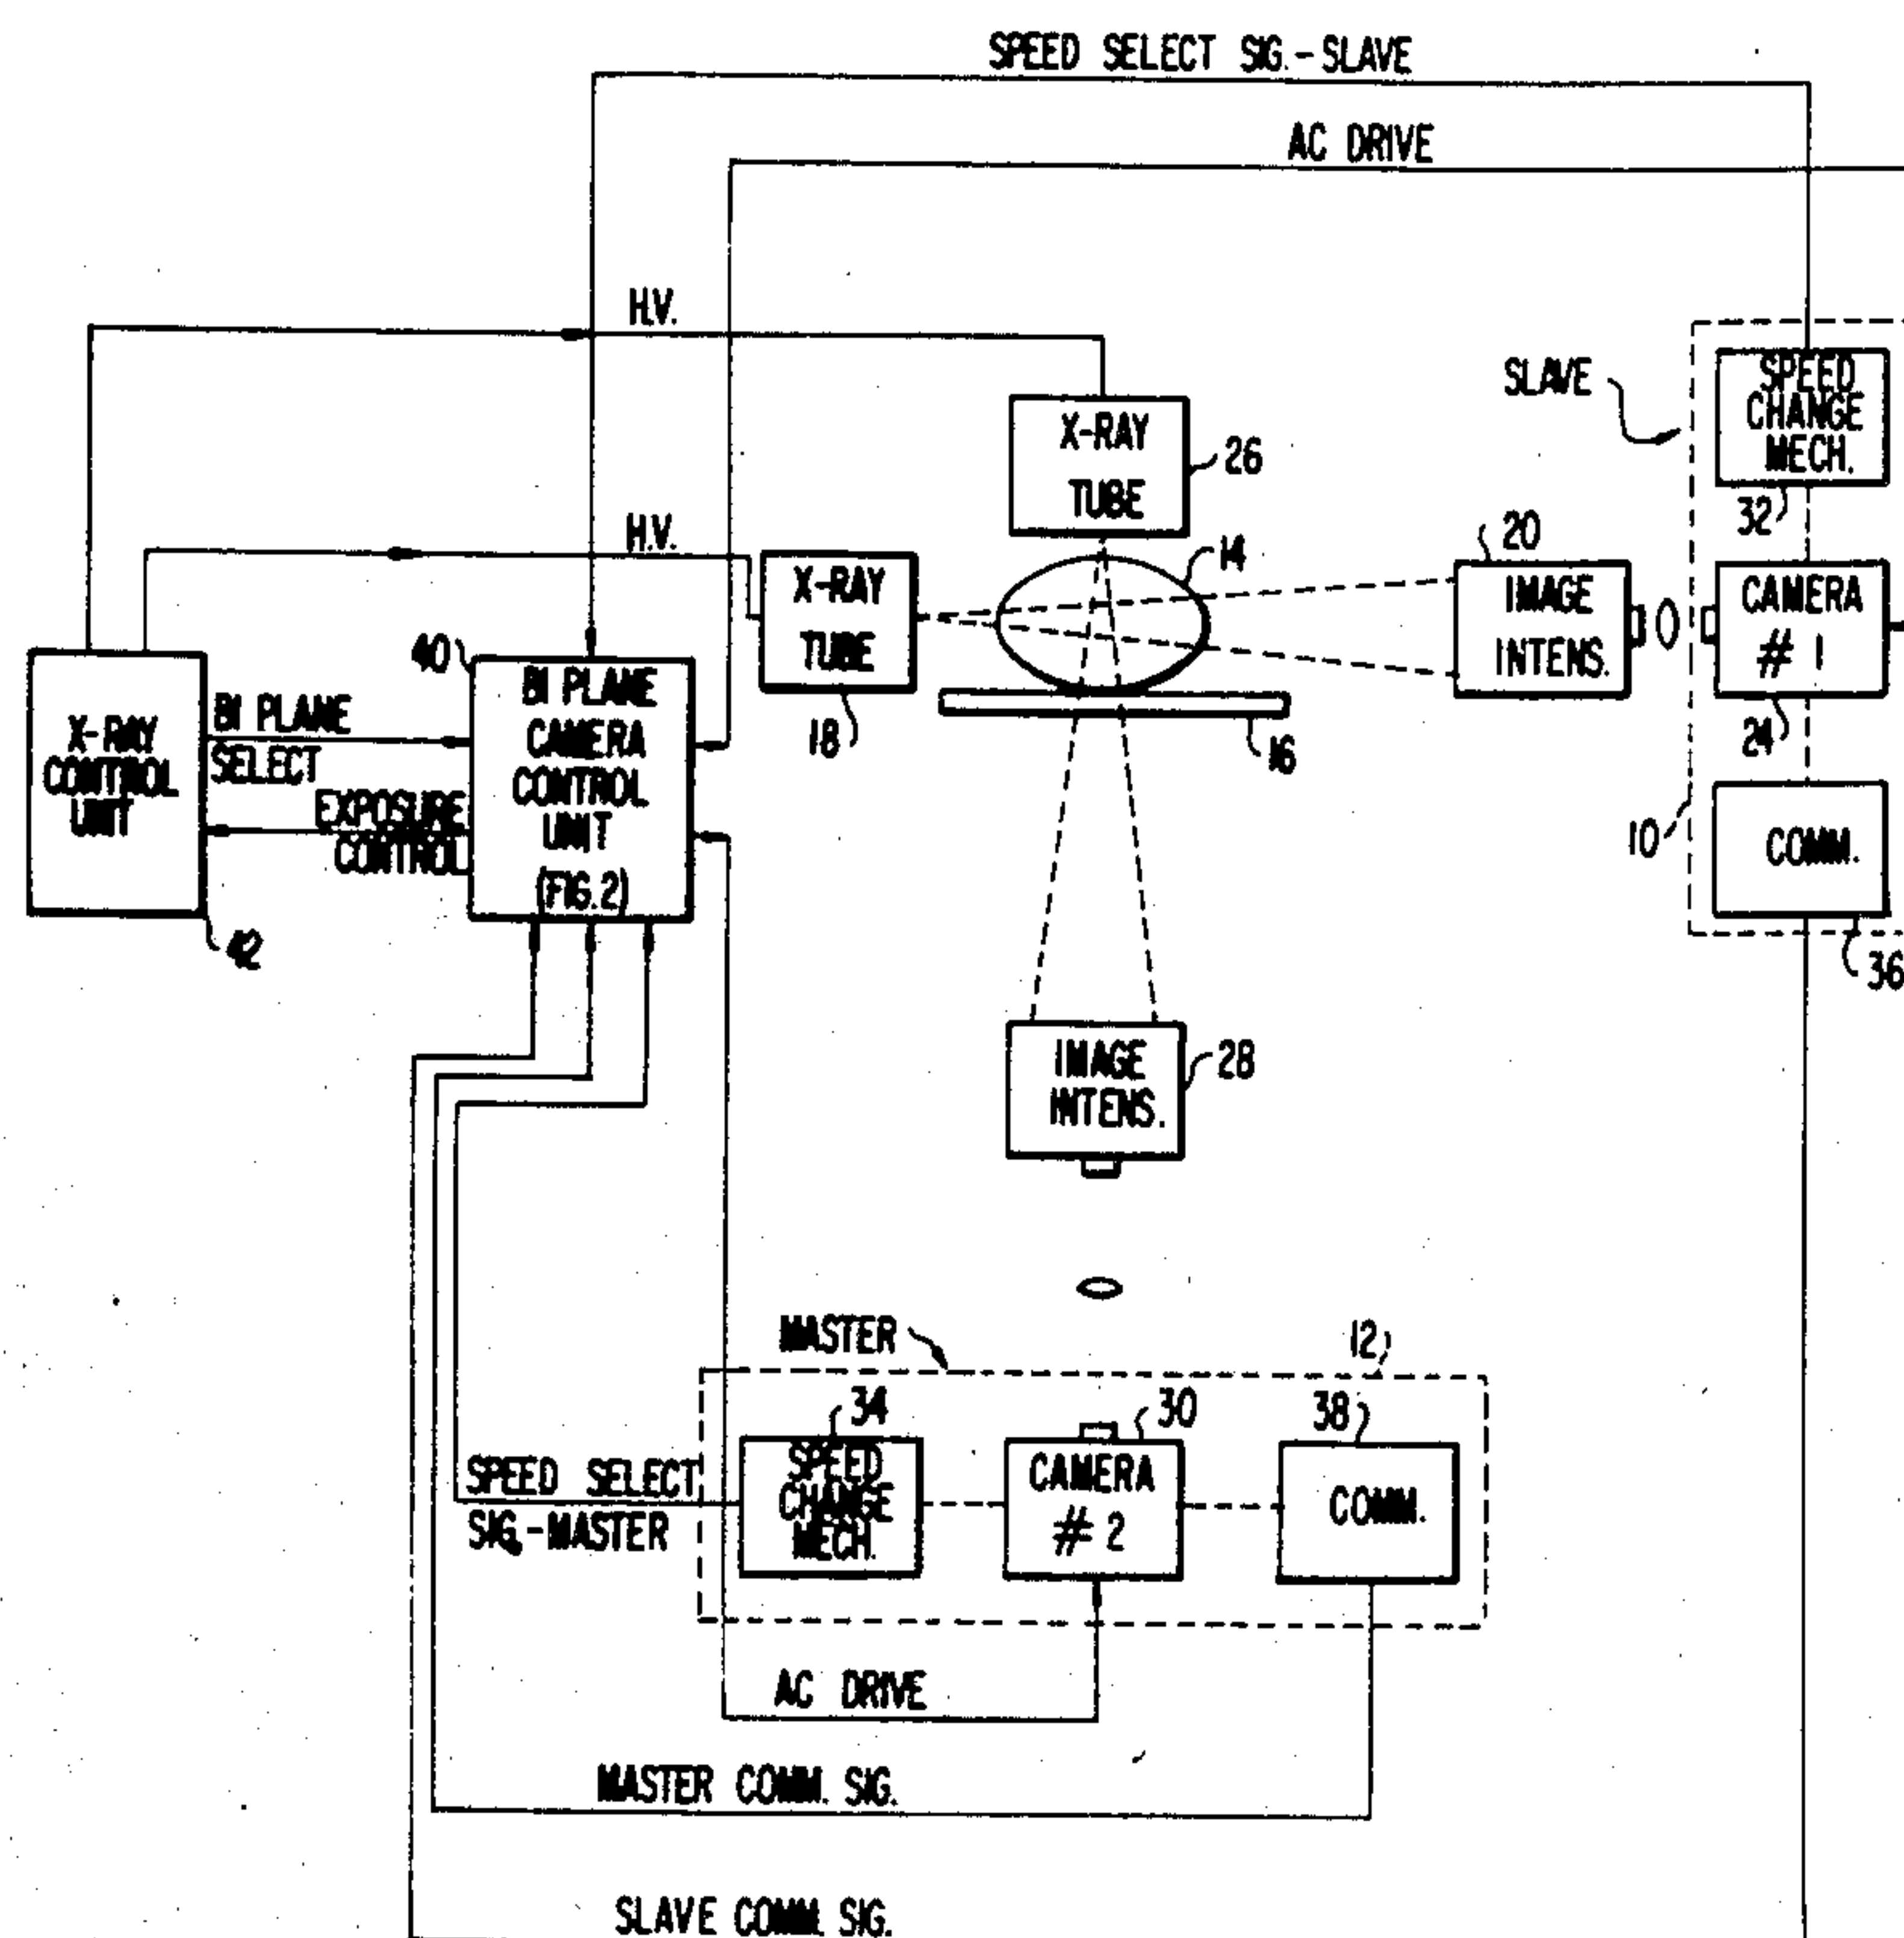 SPEED SELECT SIG.-SLAVE
AC DRIVE
H.V.
SLAVE
SPEED
CHANGE
MECH.
32
X-RAY
TUBE
26
H.V.
14
20
X-RAY
TUBE
18
IMAGE
INTENS.
CAMERA
# 1
24
40
BI PLANE
CAMERA
CONTROL
UNIT
(FIG.2)
X-RAY
CONTROL
UNIT
42
BI PLANE
SELECT
EXPOSURE
CONTROL
16
10
COMM.
36
IMAGE
INTENS.
28
MASTER
12
34
30
38
SPEED SELECT
SIG.-MASTER
SPEED
CHANGE
MECH.
CAMERA
# 2
COMM.
AC DRIVE
MASTER COMM. SIG.
SLAVE COMM. SIG.